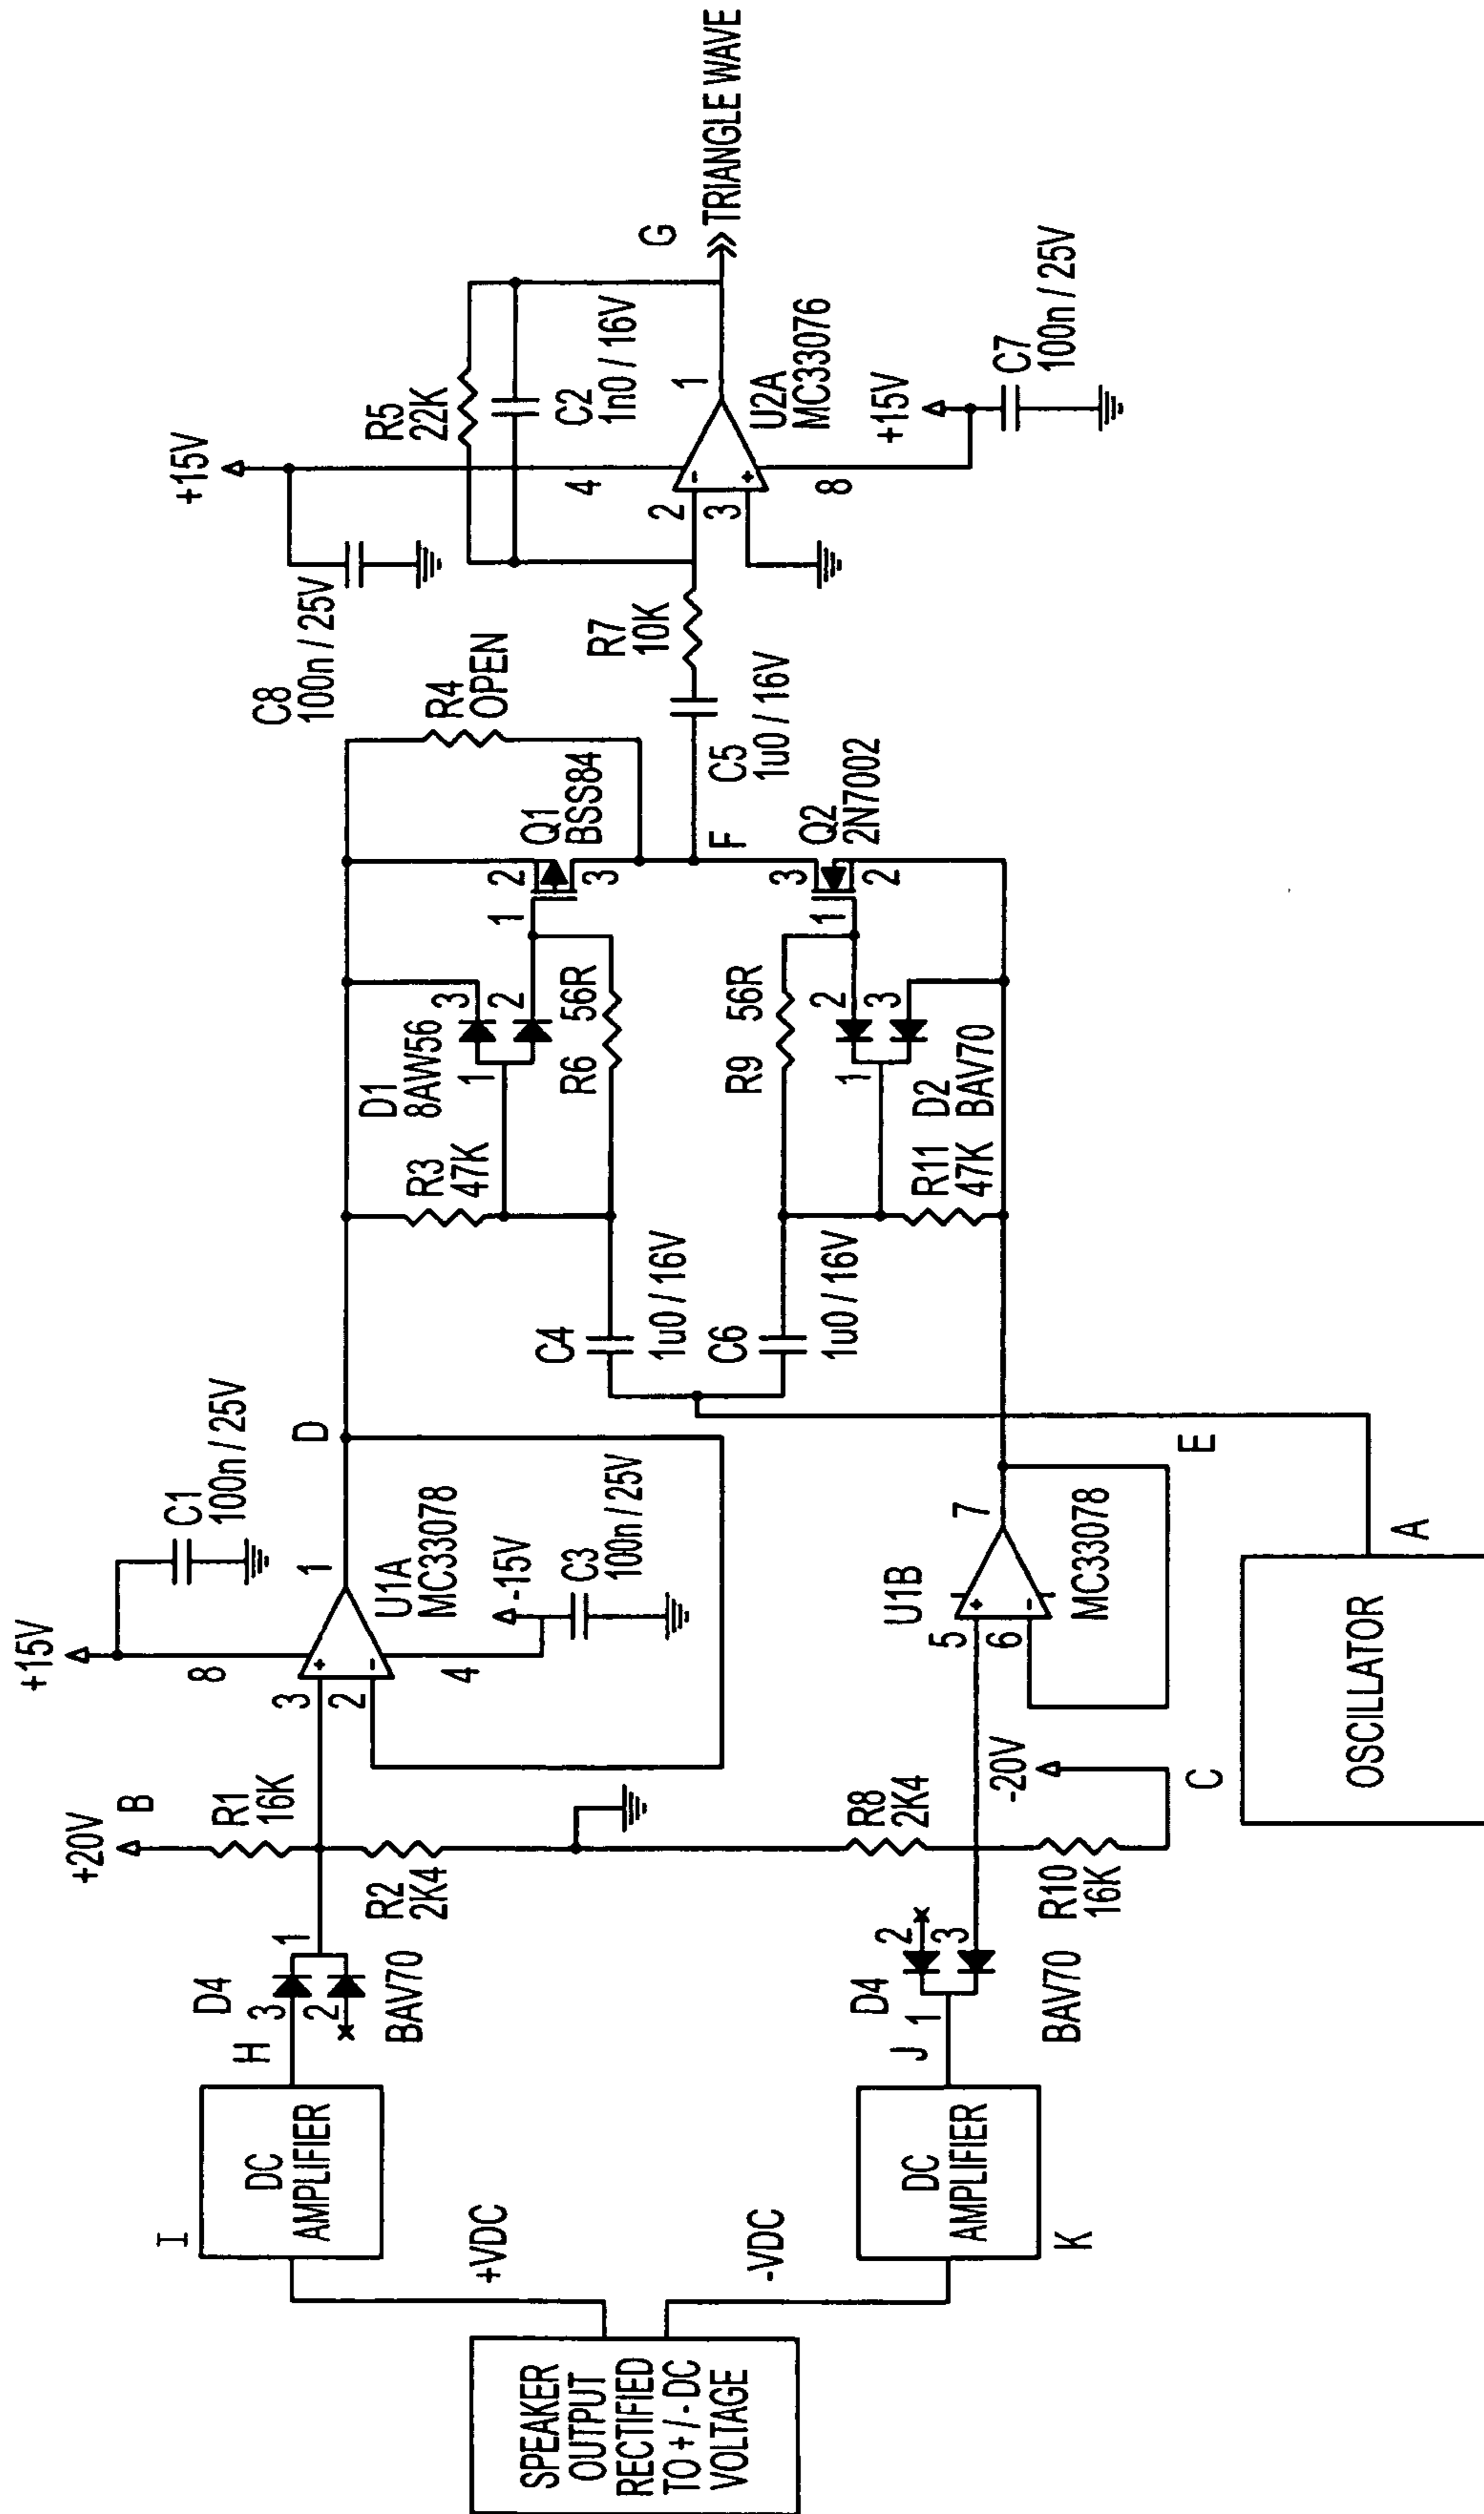 SPEAKER
OUTPUT
RECTIFIED
TO + / - DC
VOLTAGE
+VDC
-VDC
I
DC
AMPLIFIER
DC
AMPLIFIER
K
H
D4
3
2
1
BAV70
J
D4
1
2
3
BAV70
+20V
B
R1
16K
R2
2K4
R8
2K4
R10
16K
-20V
C
+15V
C1
100n / 25V
8
3
2
+
-
1
4
U1A
MC33078
-15V
C3
100n / 25V
D
U1B
5
6
+
-
7
MC33078
OSCILLATOR
A
E
C4
1u0 / 16V
C6
1u0 / 16V
R3
47K
D1
8AW56
1
3
2
R6 56R
R9 56R
1
2
3
R11
47K
D2
BAV70
1
2
3
Q1
BSS84
F
1
3
2
Q2
2N7002
R4
OPEN
C5
1u0 / 16V
R7
10K
C8
100n / 25V
+15V
R5
22K
C2
1n0 / 16V
4
2
3
-
+
1
8
U2A
MC33076
+15V
C7
100n / 25V
G
TRIANGLE WAVE